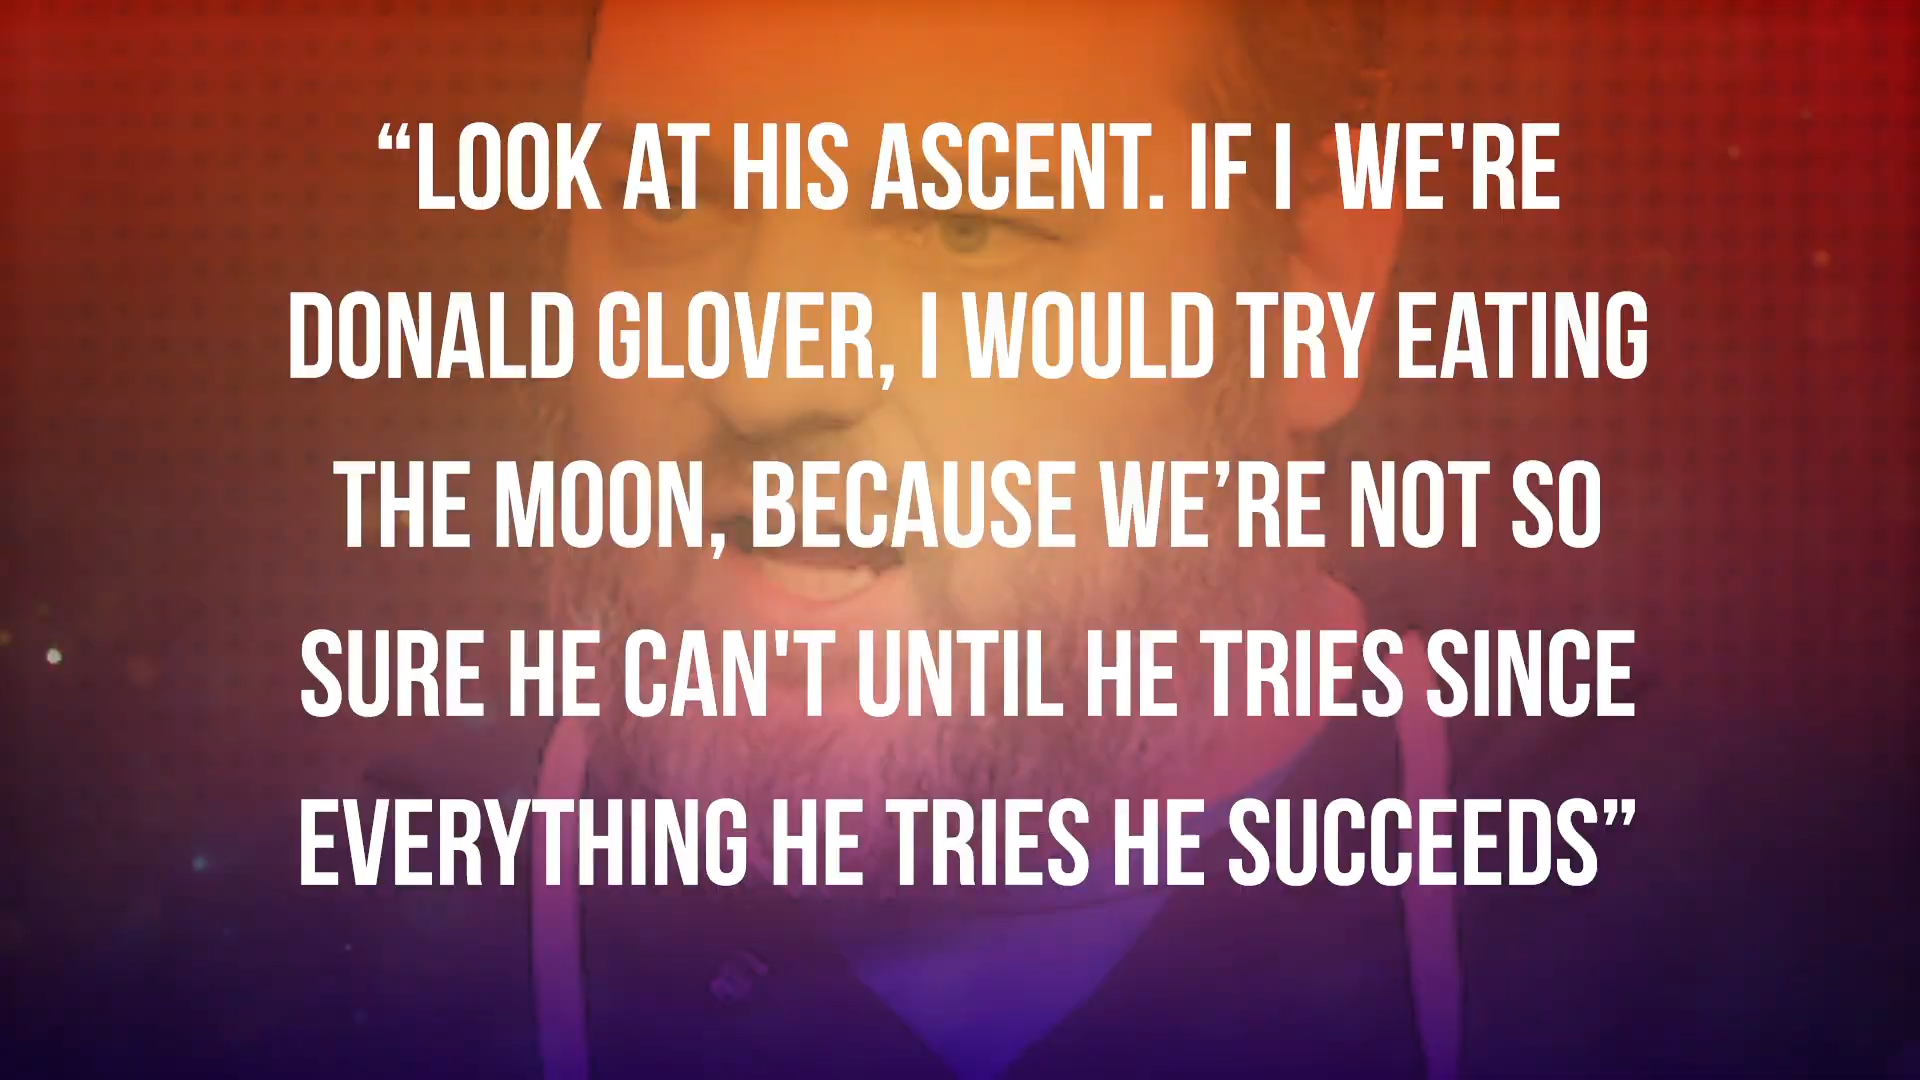 “LOOK AT HIS ASCENT. IF I  WE'RE
DONALD GLOVER, I WOULD TRY EATING
THE MOON, BECAUSE WE’RE NOT SO
SURE HE CAN'T UNTIL HE TRIES SINCE
EVERYTHING HE TRIES HE SUCCEEDS”